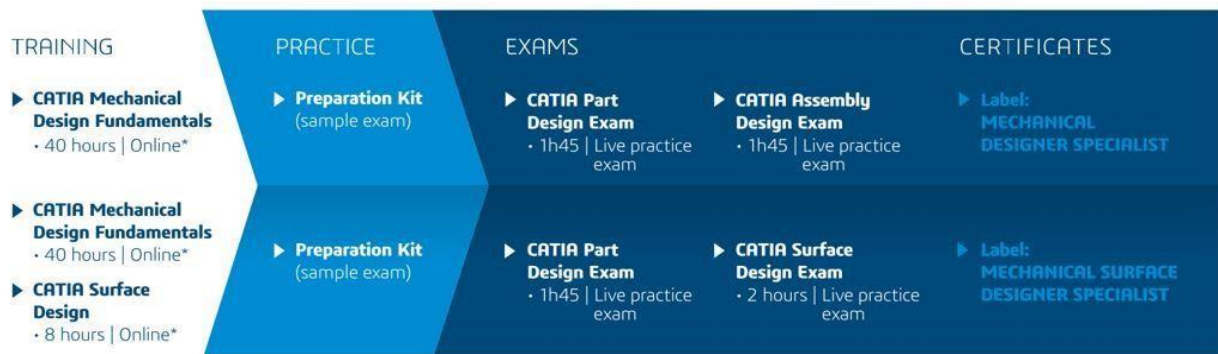 TRAINING
PRACTICE
EXAMS
CERTIFICATES
CATIA Mechanical
Design Fundamentals
• 40 hours | Online*
Preparation Kit
(sample exam)
CATIA Part
Design Exam
• 1h45 | Live practice
exam
CATIA Assembly
Design Exam
• 1h45 | Live practice
exam
Label:
MECHANICAL
DESIGNER SPECIALIST
CATIA Mechanical
Design Fundamentals
• 40 hours | Online*
CATIA Surface
Design
• 8 hours | Online*
Preparation Kit
(sample exam)
CATIA Part
Design Exam
• 1h45 | Live practice
exam
CATIA Surface
Design Exam
• 2 hours | Live practice
exam
Label:
MECHANICAL SURFACE
DESIGNER SPECIALIST